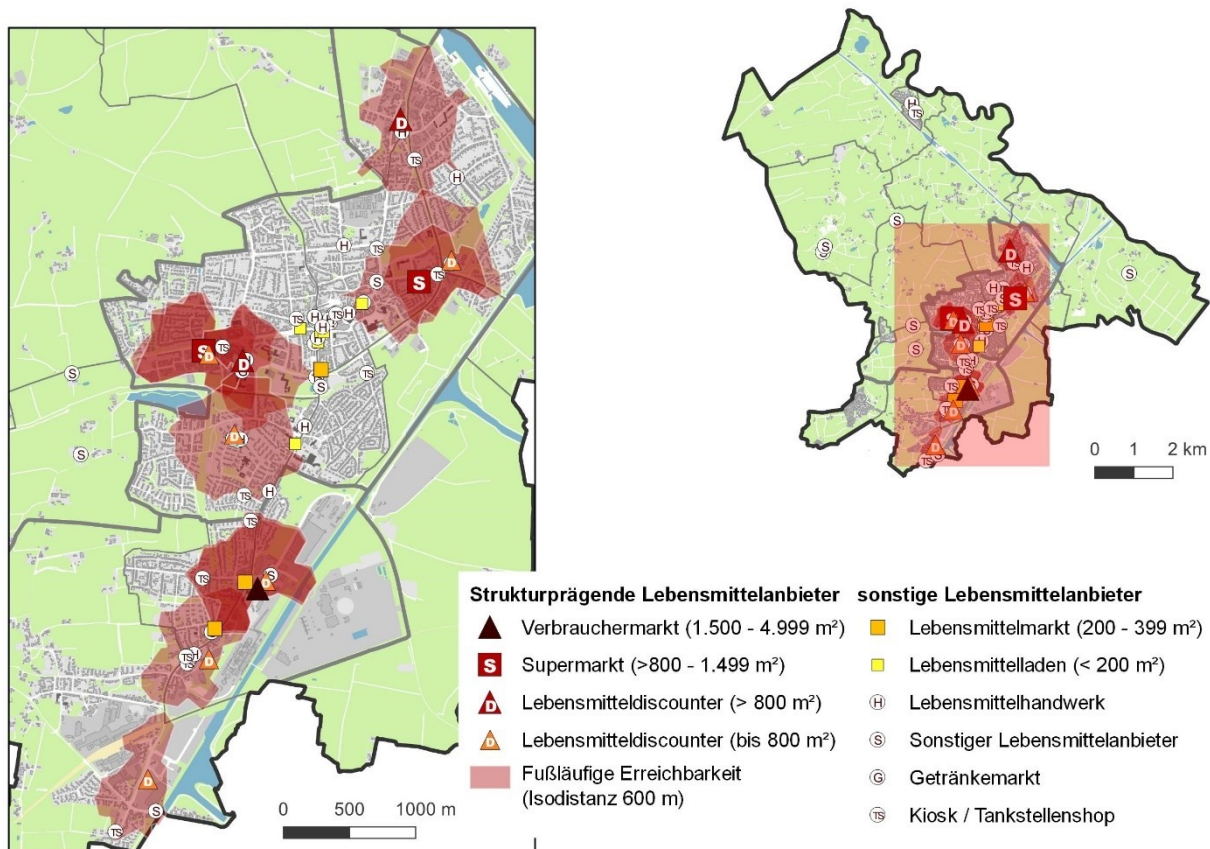 0 1 2 km
Strukturprägende Lebensmittelanbieter
Verbrauchermarkt (1.500 - 4.999 m²)
S Supermarkt (>800 - 1.499 m²)
D Lebensmitteldiscounter (> 800 m²)
D Lebensmitteldiscounter (bis 800 m²)
Fußläufige Erreichbarkeit
(Isodistanz 600 m)
sonstige Lebensmittelanbieter
Lebensmittelmarkt (200 - 399 m²)
Lebensmittelladen (< 200 m²)
H Lebensmittelhandwerk
S Sonstiger Lebensmittelanbieter
G Getränkemarkt
TS Kiosk / Tankstellenshop
0 500 1000 m